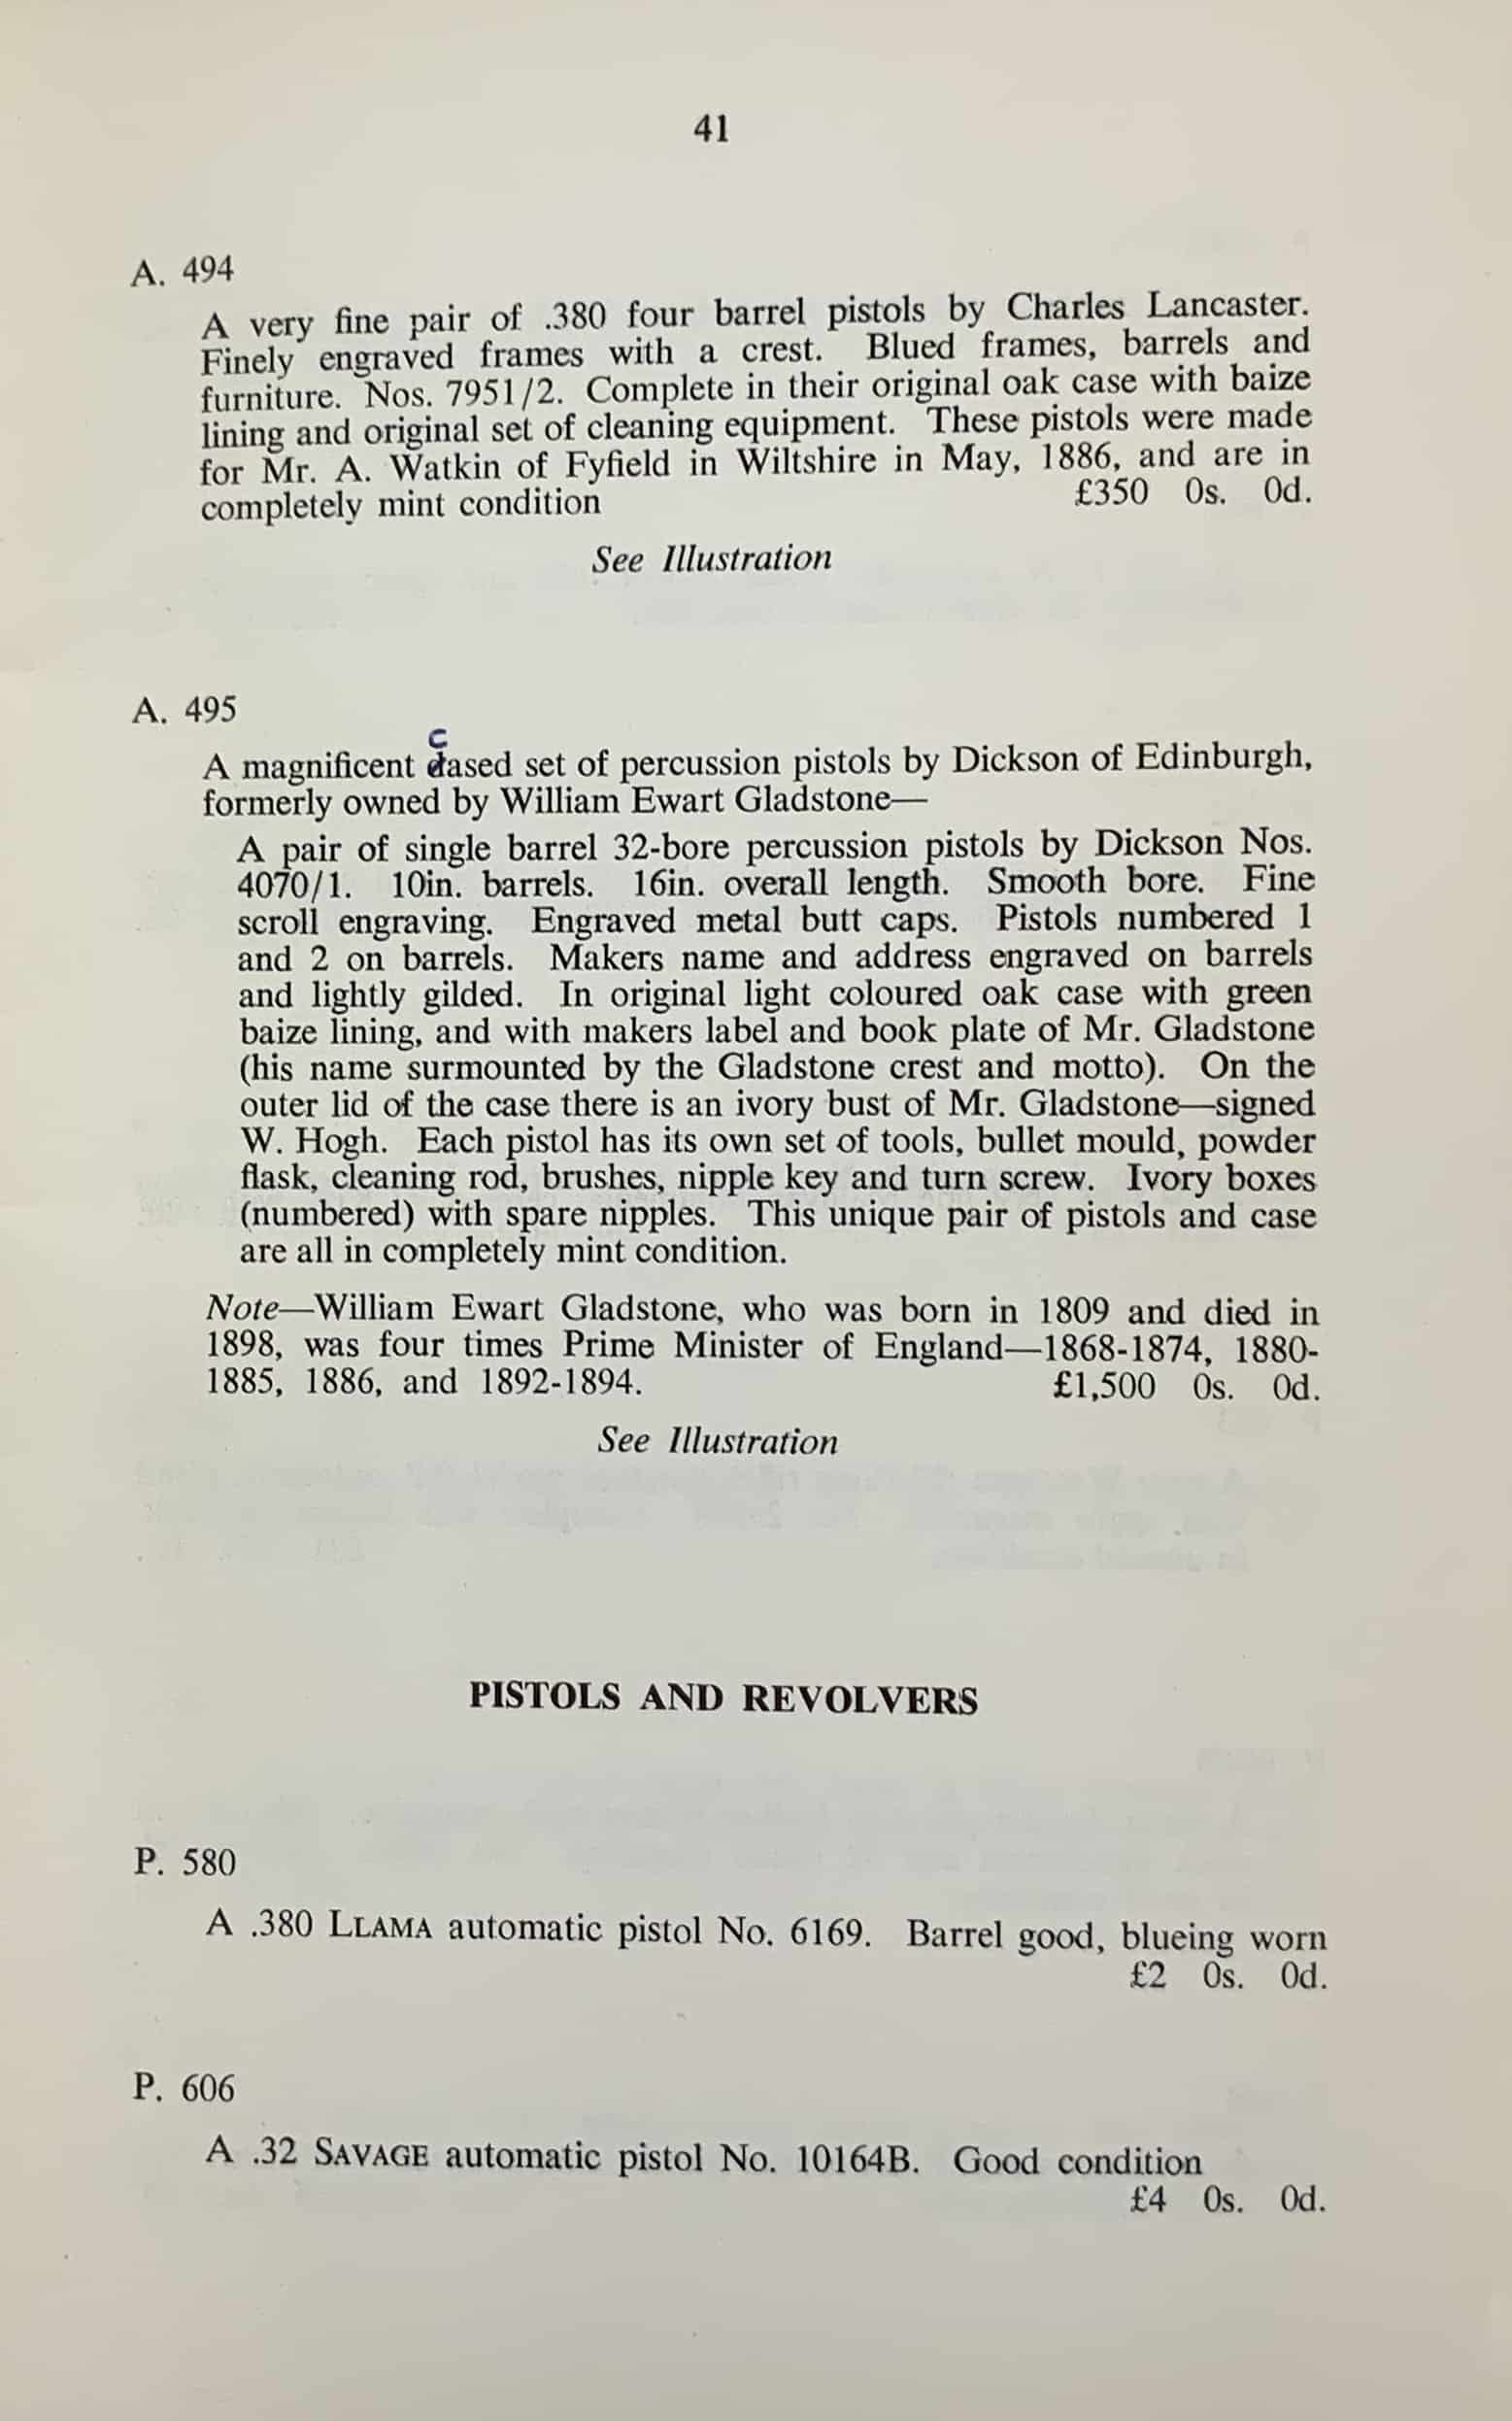 41
A. 494
A very fine pair of .380 four barrel pistols by Charles Lancaster.
Finely engraved frames with a crest. Blued frames, barrels and
furniture. Nos. 7951/2. Complete in their original oak case with baize
lining and original set of cleaning equipment. These pistols were made
for Mr. A. Watkin of Fyfield in Wiltshire in May, 1886, and are in
completely mint condition £350 0s. 0d.
See Illustration
A. 495
c
A magnificent dased set of percussion pistols by Dickson of Edinburgh,
formerly owned by William Ewart Gladstone—
A pair of single barrel 32-bore percussion pistols by Dickson Nos.
4070/1. 10in. barrels. 16in. overall length. Smooth bore. Fine
scroll engraving. Engraved metal butt caps. Pistols numbered 1
and 2 on barrels. Makers name and address engraved on barrels
and lightly gilded. In original light coloured oak case with green
baize lining, and with makers label and book plate of Mr. Gladstone
(his name surmounted by the Gladstone crest and motto). On the
outer lid of the case there is an ivory bust of Mr. Gladstone—signed
W. Hogh. Each pistol has its own set of tools, bullet mould, powder
flask, cleaning rod, brushes, nipple key and turn screw. Ivory boxes
(numbered) with spare nipples. This unique pair of pistols and case
are all in completely mint condition.
Note—William Ewart Gladstone, who was born in 1809 and died in
1898, was four times Prime Minister of England—1868-1874, 1880-
1885, 1886, and 1892-1894. £1,500 0s. 0d.
See Illustration
PISTOLS AND REVOLVERS
P. 580
A .380 LLAMA automatic pistol No. 6169. Barrel good, blueing worn
£2 0s. 0d.
P. 606
A .32 SAVAGE automatic pistol No. 10164B. Good condition
£4 0s. 0d.